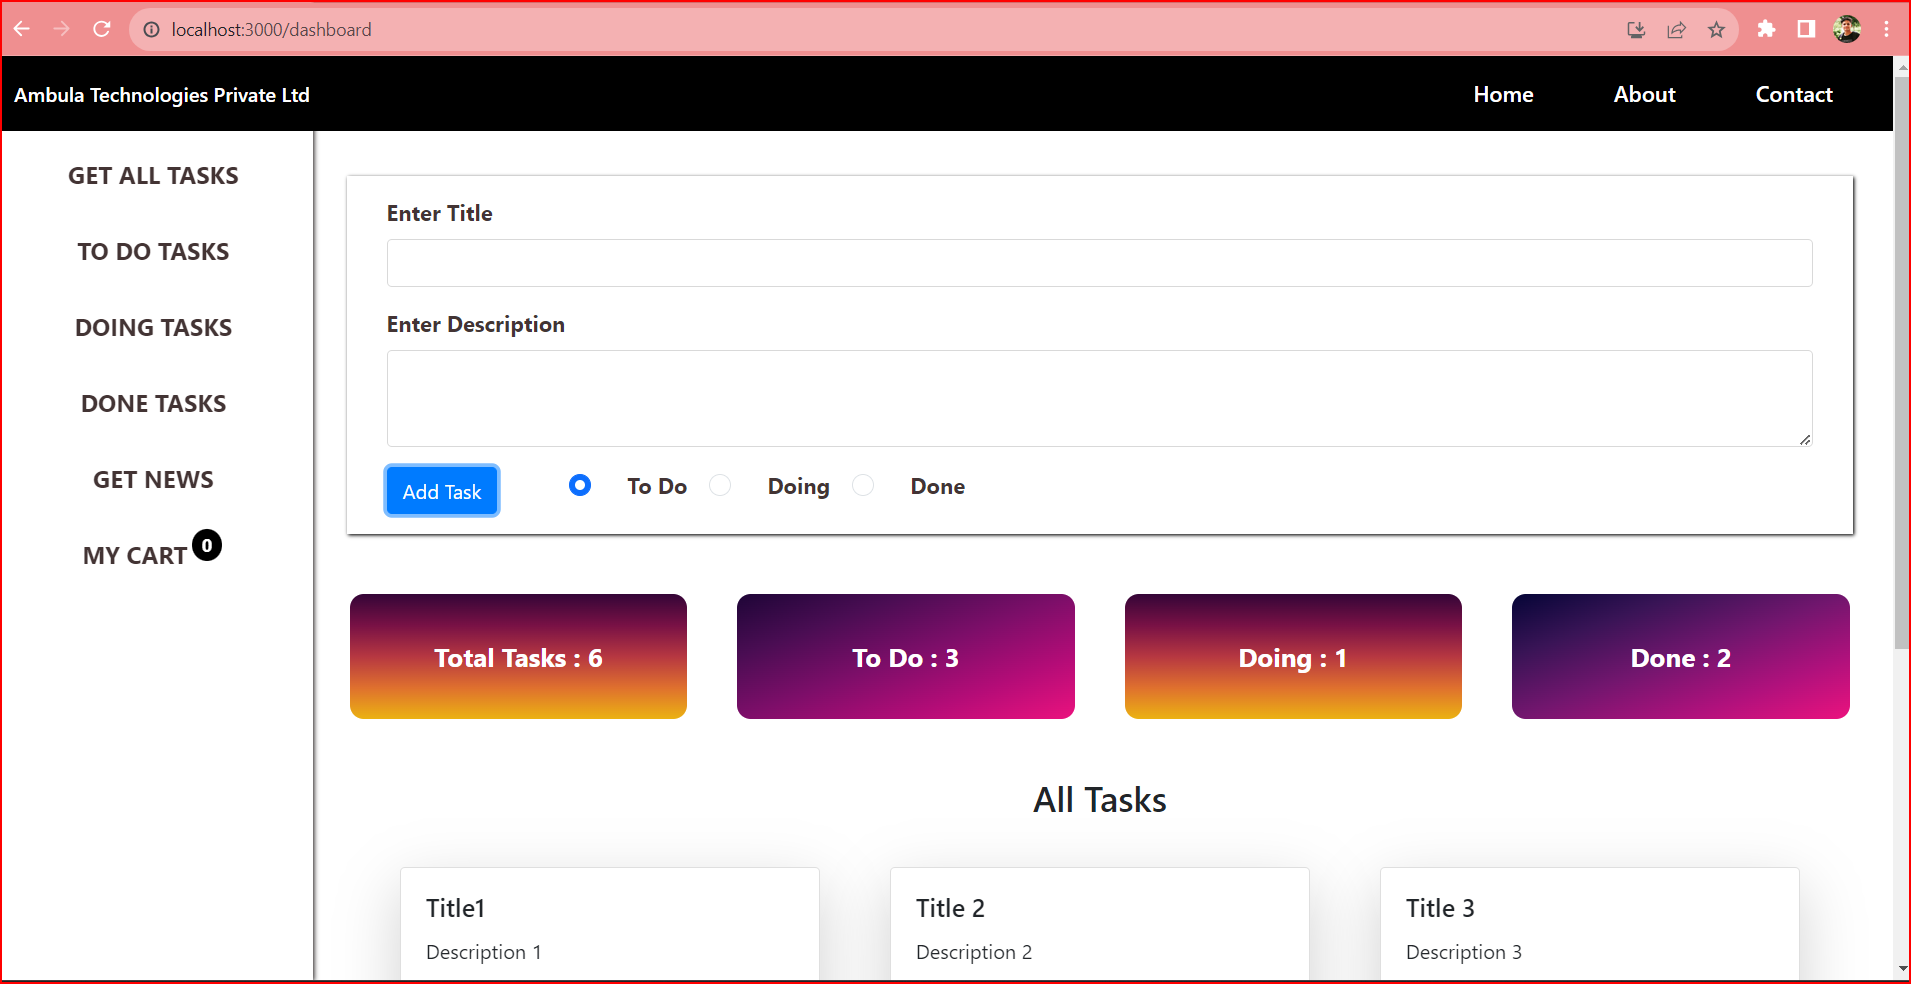 localhost:3000/dashboard
Ambula Technologies Private Ltd
Home About Contact
GET ALL TASKS
TO DO TASKS
DOING TASKS
DONE TASKS
GET NEWS
MY CART 0
Enter Title
Enter Description
Add Task To Do Doing Done
Total Tasks : 6 To Do : 3 Doing : 1 Done : 2
All Tasks
Title1 Title 2 Title 3
Description 1 Description 2 Description 3